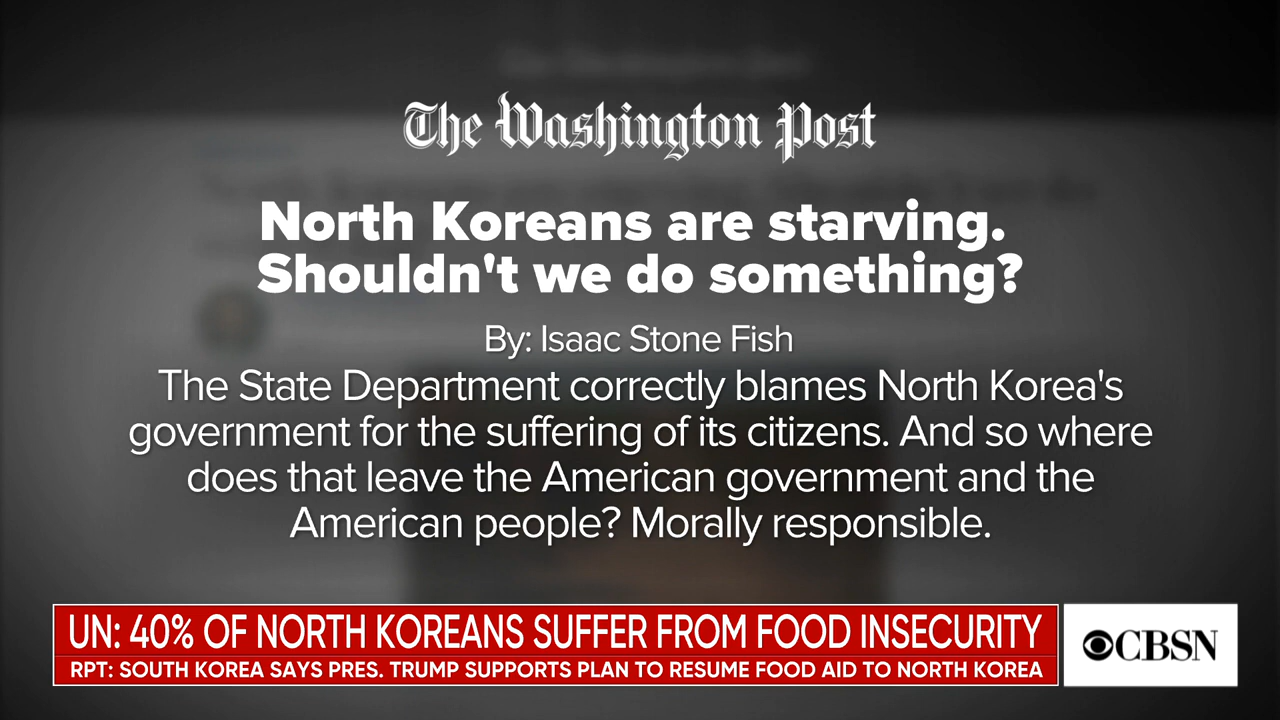 The Washington Post
North Koreans are starving.
Shouldn't we do something?
By: Isaac Stone Fish
The State Department correctly blames North Korea's
government for the suffering of its citizens. And so where
does that leave the American government and the
American people? Morally responsible.
UN: 40% OF NORTH KOREANS SUFFER FROM FOOD INSECURITY
RPT: SOUTH KOREA SAYS PRES. TRUMP SUPPORTS PLAN TO RESUME FOOD AID TO NORTH KOREA
CBSN